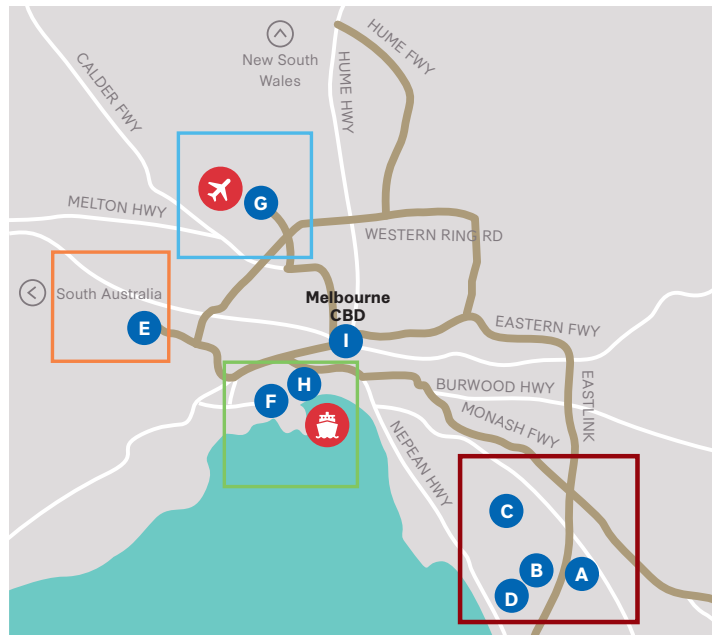 HUME FWY
New South
Wales
HUME HWY
CALDER FWY
MELTON HWY
G
WESTERN RING RD
South Australia
Melbourne
CBD
E
I
EASTERN FWY
H
F
BURWOOD HWY
EASTLINK
MONASH FWY
NEPEAN HWY
C
B
A
D